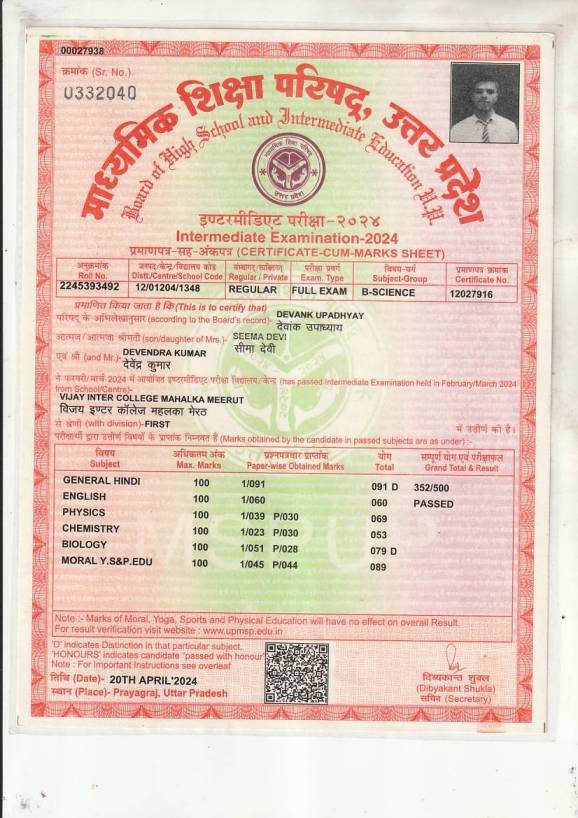 00027938
क्रमांक (Sr. No.)
0332040
माध्यमिक शिक्षा परिषद्, उत्तर प्रदेश
Board of High School and Intermediate Education U.P.
इण्टरमीडिएट परीक्षा-२०२४
Intermediate Examination-2024
प्रमाणपत्र-सह-अंकपत्र (CERTIFICATE-CUM-MARKS SHEET)
अनुक्रमांक जनपद/केन्द्र/विद्यालय कोड संस्थागत/व्यक्तिगत परीक्षा प्रवर्ग विषय-वर्ग प्रमाणपत्र क्रमांक
Roll No. Distt./Centre/School Code Regular / Private Exam. Type Subject-Group Certificate No.
2245393492 12/01204/1348 REGULAR FULL EXAM B-SCIENCE 12027916
प्रमाणित किया जाता है कि (This is to certify that)
परिषद् के अभिलेखानुसार (according to the Board's record)- DEVANK UPADHYAY
देवांक उपाध्याय
आत्मज / आत्मजा श्रीमती (son/daughter of Mrs.)- SEEMA DEVI
सीमा देवी
एवं श्री (and Mr.)- DEVENDRA KUMAR
देवेंद्र कुमार
ने फरवरी/मार्च 2024 में आयोजित इण्टरमीडिएट परीक्षा विद्यालय/केन्द्र (has passed Intermediate Examination held in February/March 2024
from School/Centre)-
VIJAY INTER COLLEGE MAHALKA MEERUT
विजय इण्टर कॉलेज महलका मेरठ
से श्रेणी (with division)-FIRST में उत्तीर्ण की है।
परीक्षार्थी द्वारा उत्तीर्ण विषयों के प्राप्तांक निम्नवत हैं (Marks obtained by the candidate in passed subjects are as under) :-
विषय अधिकतम अंक प्रश्नपत्रवार प्राप्तांक योग सम्पूर्ण योग एवं परीक्षाफल
Subject Max. Marks Paper-wise Obtained Marks Total Grand Total & Result
GENERAL HINDI 100 1/091 091 D 352/500
ENGLISH 100 1/060 060 PASSED
PHYSICS 100 1/039 P/030 069
CHEMISTRY 100 1/023 P/030 053
BIOLOGY 100 1/051 P/028 079 D
MORAL Y.S&P.EDU 100 1/045 P/044 089
Note :- Marks of Moral, Yoga, Sports and Physical Education will have no effect on overall Result.
For result verification visit website : www.upmsp.edu.in
'D' indicates Distinction in that particular subject.
'HONOURS' indicates candidate "passed with honour"
Note : For Important Instructions see overleaf
तिथि (Date)- 20TH APRIL'2024
स्थान (Place)- Prayagraj, Uttar Pradesh
दिब्यकान्त शुक्ल
(Dibyakant Shukla)
सचिव (Secretary)